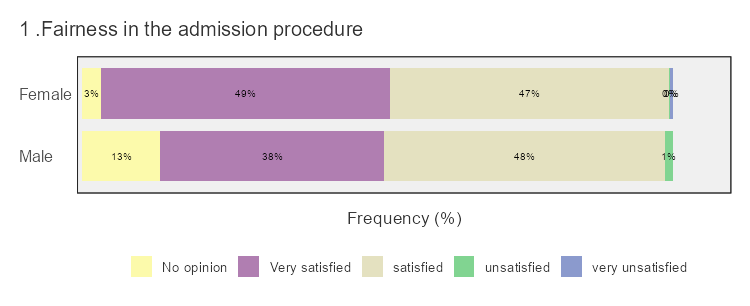 1 .Fairness in the admission procedure
Female 3% 49% 47% 0%
Male 13% 38% 48% 1%
Frequency (%)
No opinion Very satisfied satisfied unsatisfied very unsatisfied